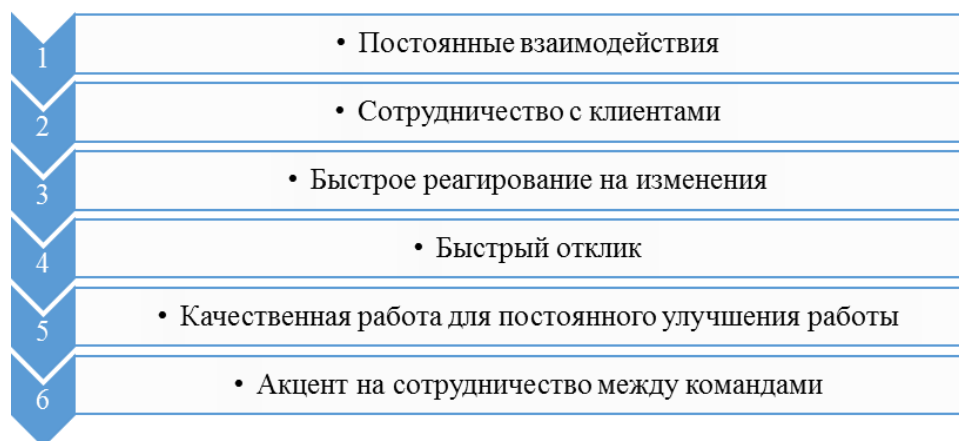 1 • Постоянные взаимодействия
2 • Сотрудничество с клиентами
3 • Быстрое реагирование на изменения
4 • Быстрый отклик
5 • Качественная работа для постоянного улучшения работы
6 • Акцент на сотрудничество между командами